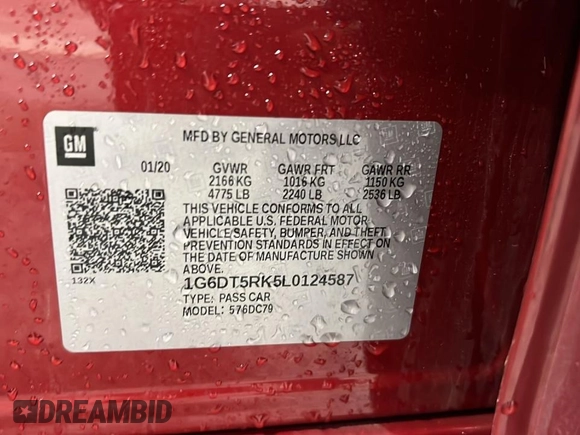 GM
MFD BY GENERAL MOTORS LLC
01/20 GVWR GAWR FRT GAWR RR
2166 KG 1016 KG 1150 KG
4775 LB 2240 LB 2536 LB
THIS VEHICLE CONFORMS TO ALL
APPLICABLE U.S. FEDERAL MOTOR
VEHICLE SAFETY, BUMPER, AND THEFT
PREVENTION STANDARDS IN EFFECT ON
THE DATE OF MANUFACTURE SHOWN
ABOVE.
132X
1G6DT5RK5L0124587
TYPE: PASS CAR
MODEL: 576DC79
DREAMBID